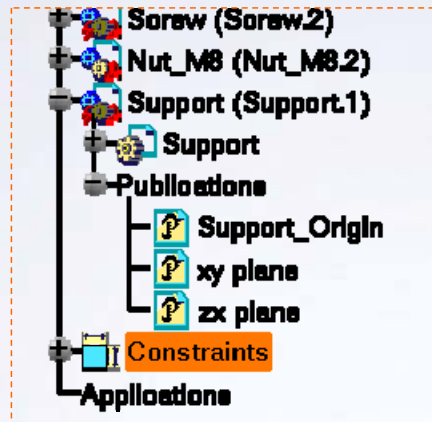 Screw (Screw.2)
Nut_M8 (Nut_M8.2)
Support (Support.1)
Support
Publications
Support_Origin
xy plane
zx plane
Constraints
Applications